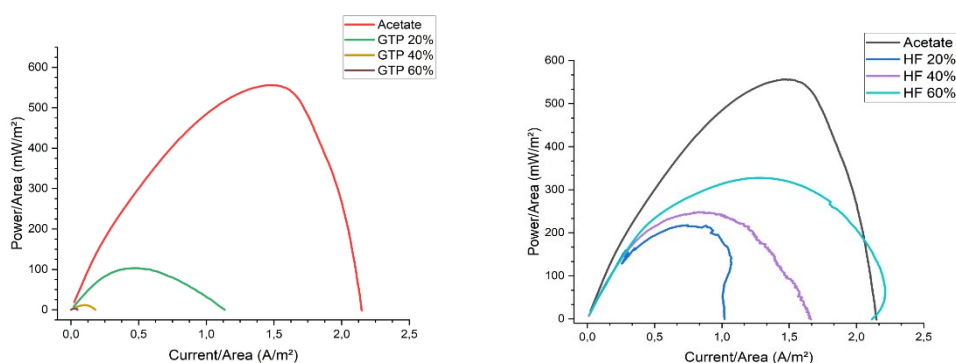 Acetate
GTP 20%
GTP 40%
GTP 60%
600
500
400
300
200
100
0
Power/Area (mW/m²)
0,0
0,5
1,0
1,5
2,0
2,5
Current/Area (A/m²)
Acetate
HF 20%
HF 40%
HF 60%
600
500
400
300
200
100
0
Power/Area (mW/m²)
0,0
0,5
1,0
1,5
2,0
2,5
Current/Area (A/m²)